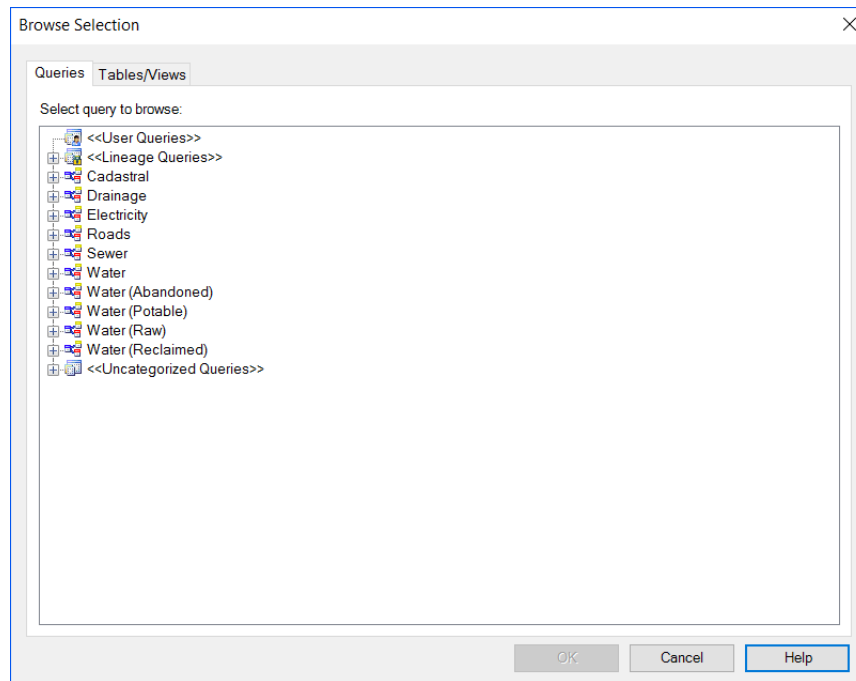 Browse Selection
Queries Tables/Views
Select query to browse:
<<User Queries>>
<<Lineage Queries>>
Cadastral
Drainage
Electricity
Roads
Sewer
Water
Water (Abandoned)
Water (Potable)
Water (Raw)
Water (Reclaimed)
<<Uncategorized Queries>>
OK Cancel Help